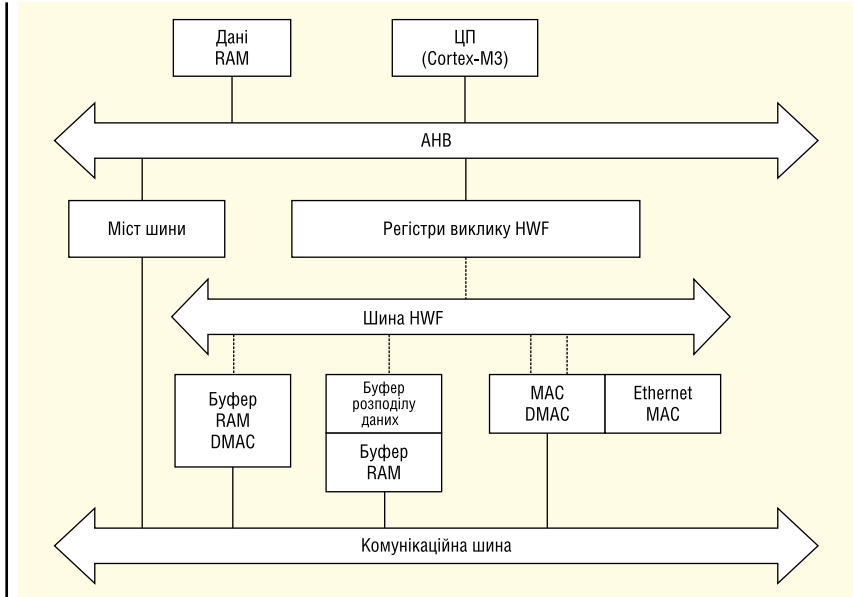 Дані
RAM
ЦП
(Cortex-M3)
АНВ
Міст шини
Регістри виклику HWF
Шина HWF
Буфер
RAM
DMAC
Буфер
розподілу
даних
Буфер
RAM
MAC
DMAC
Ethernet
MAC
Комунікаційна шина